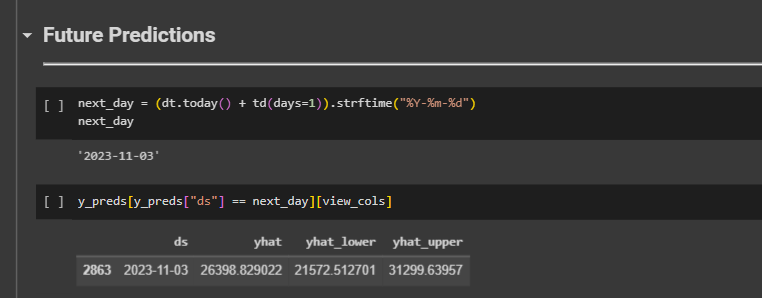 Future Predictions
[ ] next_day = (dt.today() + td(days=1)).strftime("%Y-%m-%d")
next_day
'2023-11-03'
[ ] y_preds[y_preds["ds"] == next_day][view_cols]
ds yhat yhat_lower yhat_upper
2863 2023-11-03 26398.829022 21572.512701 31299.63957